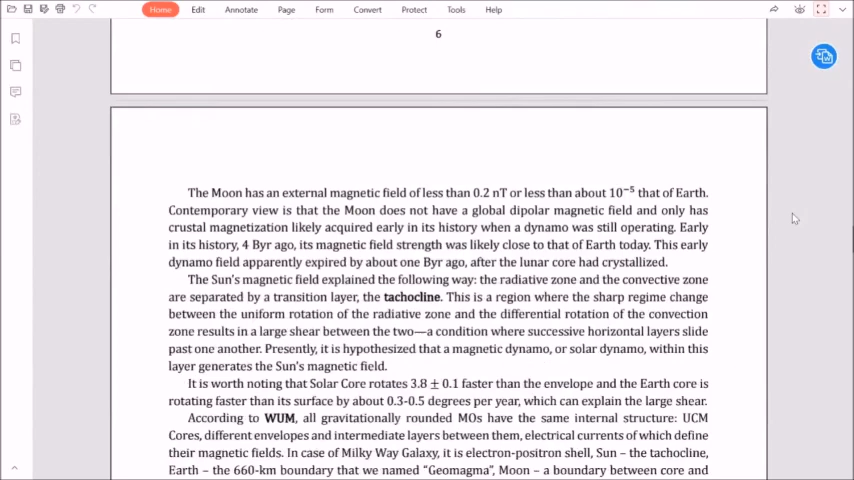 Home Edit Annotate Page Form Convert Protect Tools Help
6
The Moon has an external magnetic field of less than 0.2 nT or less than about 10⁻⁵ that of Earth.
Contemporary view is that the Moon does not have a global dipolar magnetic field and only has
crustal magnetization likely acquired early in its history when a dynamo was still operating. Early
in its history, 4 Byr ago, its magnetic field strength was likely close to that of Earth today. This early
dynamo field apparently expired by about one Byr ago, after the lunar core had crystallized.
The Sun's magnetic field explained the following way: the radiative zone and the convective zone
are separated by a transition layer, the tachocline. This is a region where the sharp regime change
between the uniform rotation of the radiative zone and the differential rotation of the convection
zone results in a large shear between the two—a condition where successive horizontal layers slide
past one another. Presently, it is hypothesized that a magnetic dynamo, or solar dynamo, within this
layer generates the Sun's magnetic field.
It is worth noting that Solar Core rotates 3.8 ± 0.1 faster than the envelope and the Earth core is
rotating faster than its surface by about 0.3-0.5 degrees per year, which can explain the large shear.
According to WUM, all gravitationally rounded MOs have the same internal structure: UCM
Cores, different envelopes and intermediate layers between them, electrical currents of which define
their magnetic fields. In case of Milky Way Galaxy, it is electron-positron shell, Sun – the tachocline,
Earth – the 660-km boundary that we named “Geomagma”, Moon – a boundary between core and